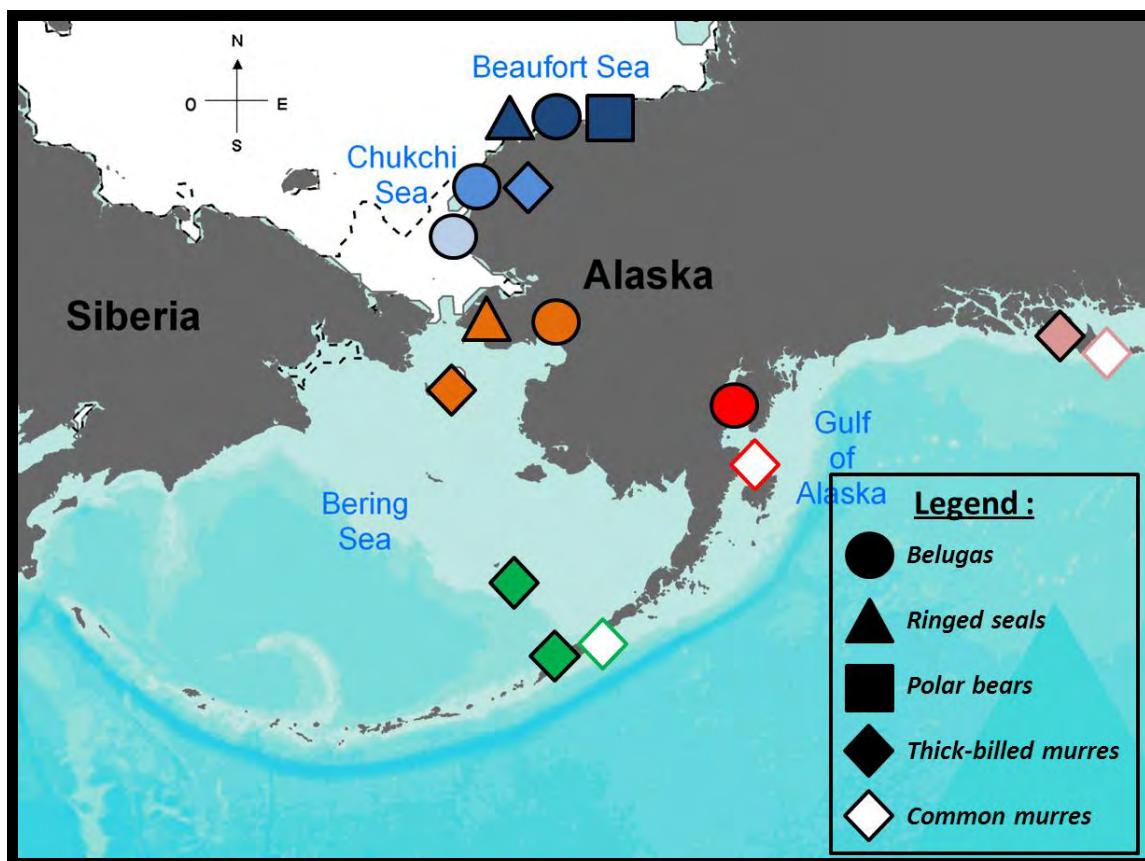 N
O E
S
Beaufort Sea
Chukchi
Sea
Alaska
Siberia
Gulf
of
Alaska
Bering
Sea
Legend :
Belugas
Ringed seals
Polar bears
Thick-billed murres
Common murres